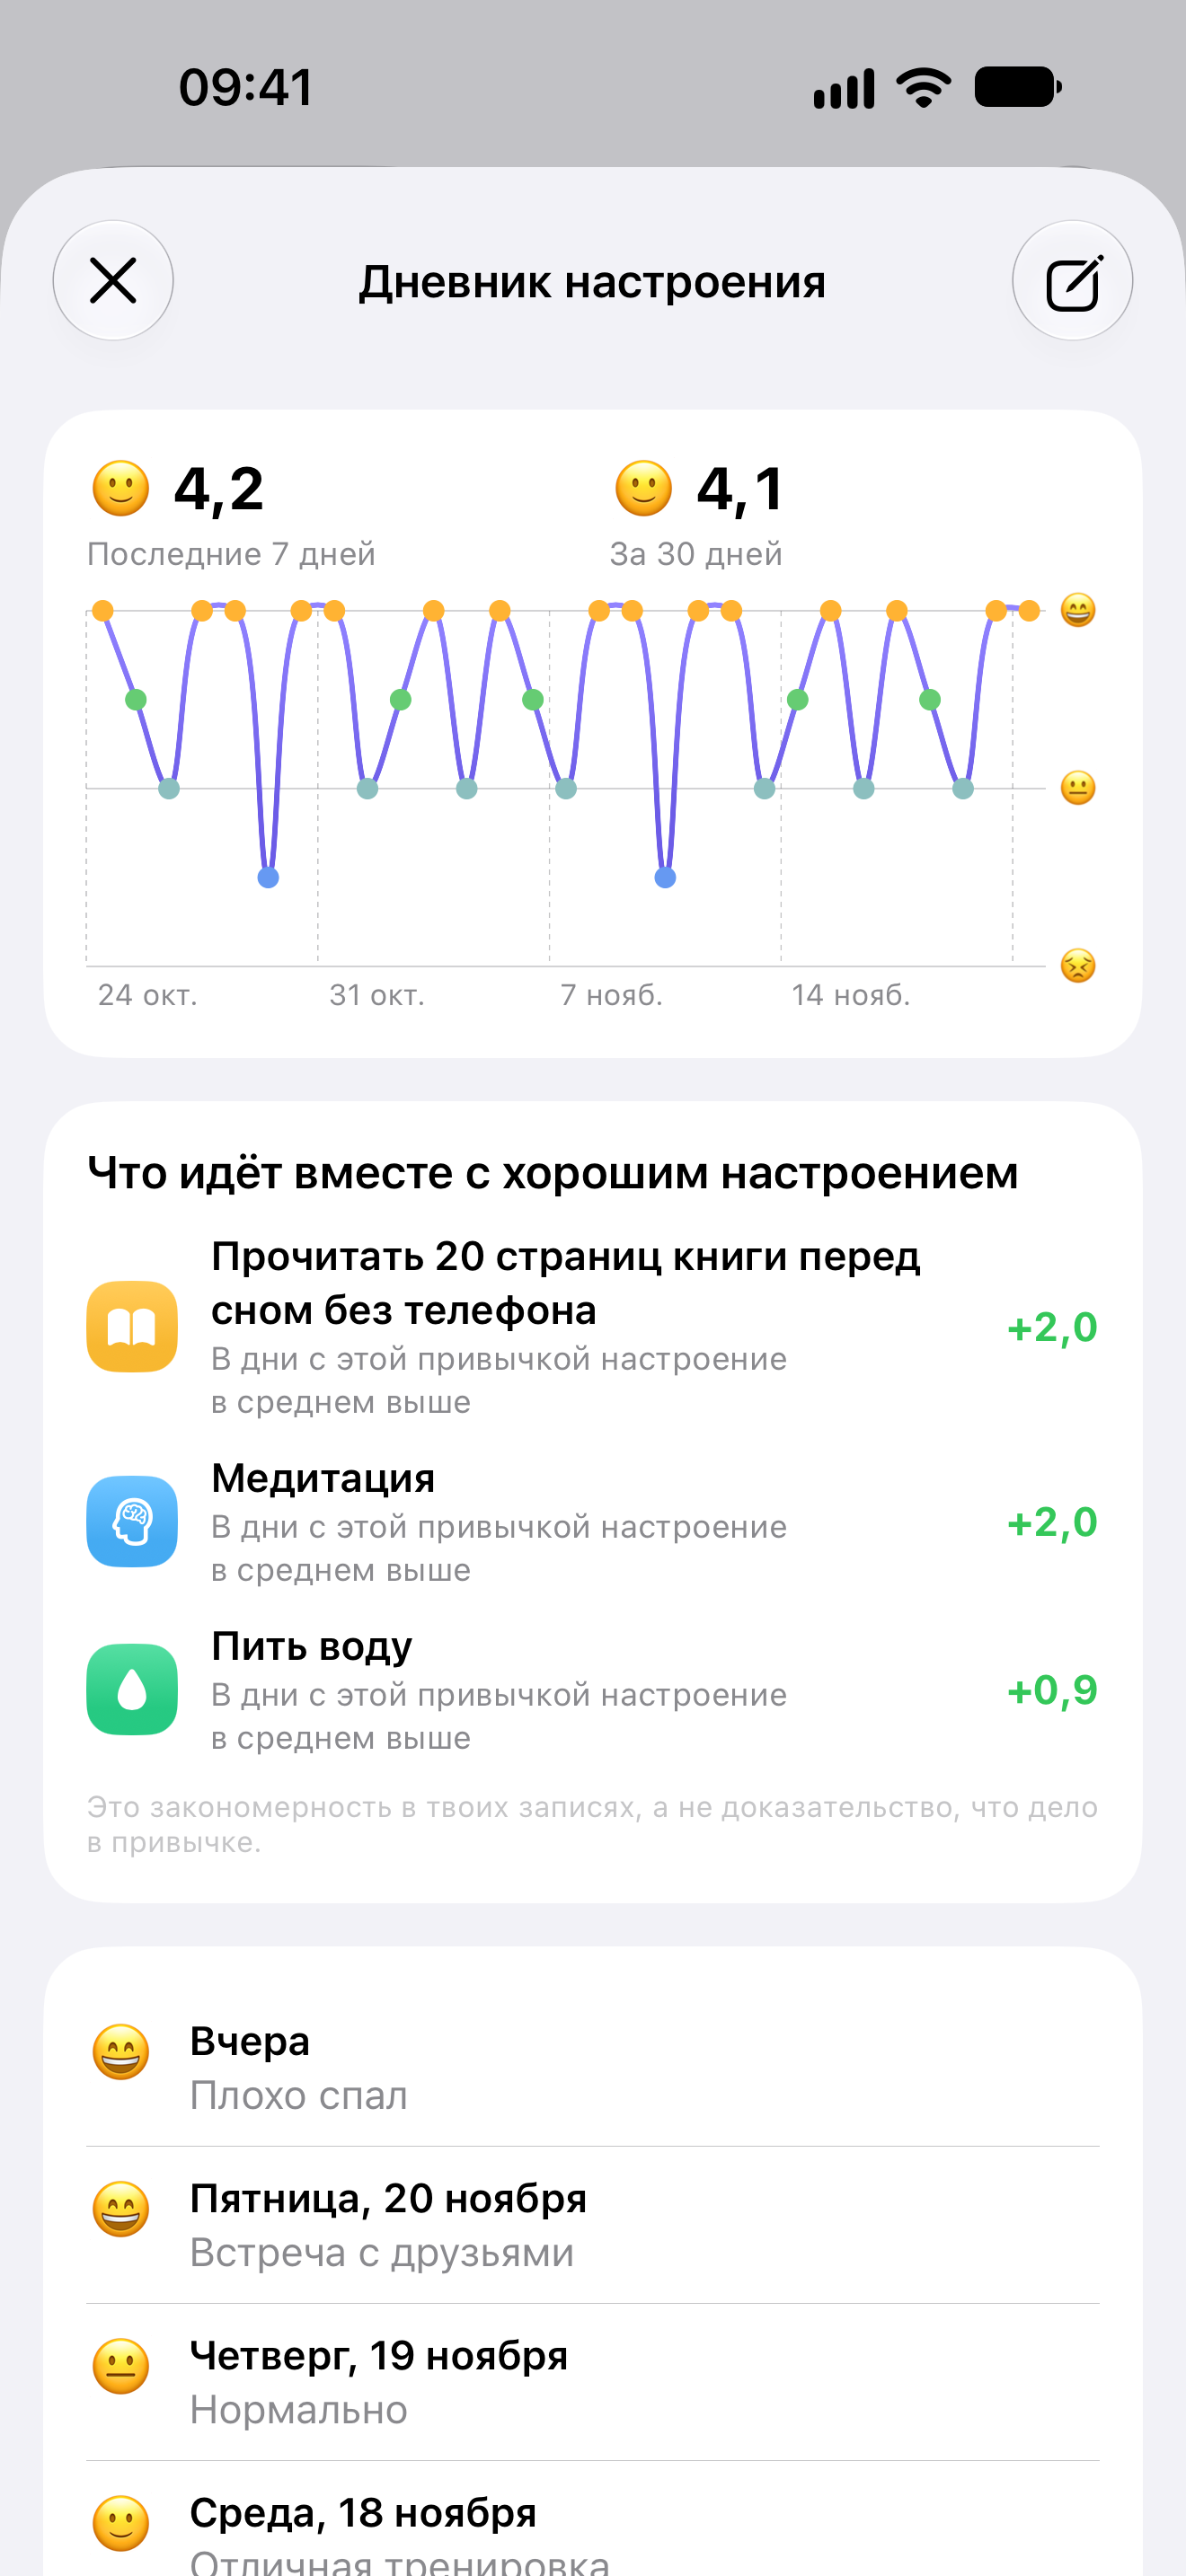 09:41
Дневник настроения
4,2
4,1
Последние 7 дней
За 30 дней
24 окт.
31 окт.
7 нояб.
14 нояб.
Что идёт вместе с хорошим настроением
Прочитать 20 страниц книги перед
сном без телефона
В дни с этой привычкой настроение
в среднем выше
+2,0
Медитация
В дни с этой привычкой настроение
в среднем выше
+2,0
Пить воду
В дни с этой привычкой настроение
в среднем выше
+0,9
Это закономерность в твоих записях, а не доказательство, что дело
в привычке.
Вчера
Плохо спал
Пятница, 20 ноября
Встреча с друзьями
Четверг, 19 ноября
Нормально
Среда, 18 ноября
Отличная тренировка